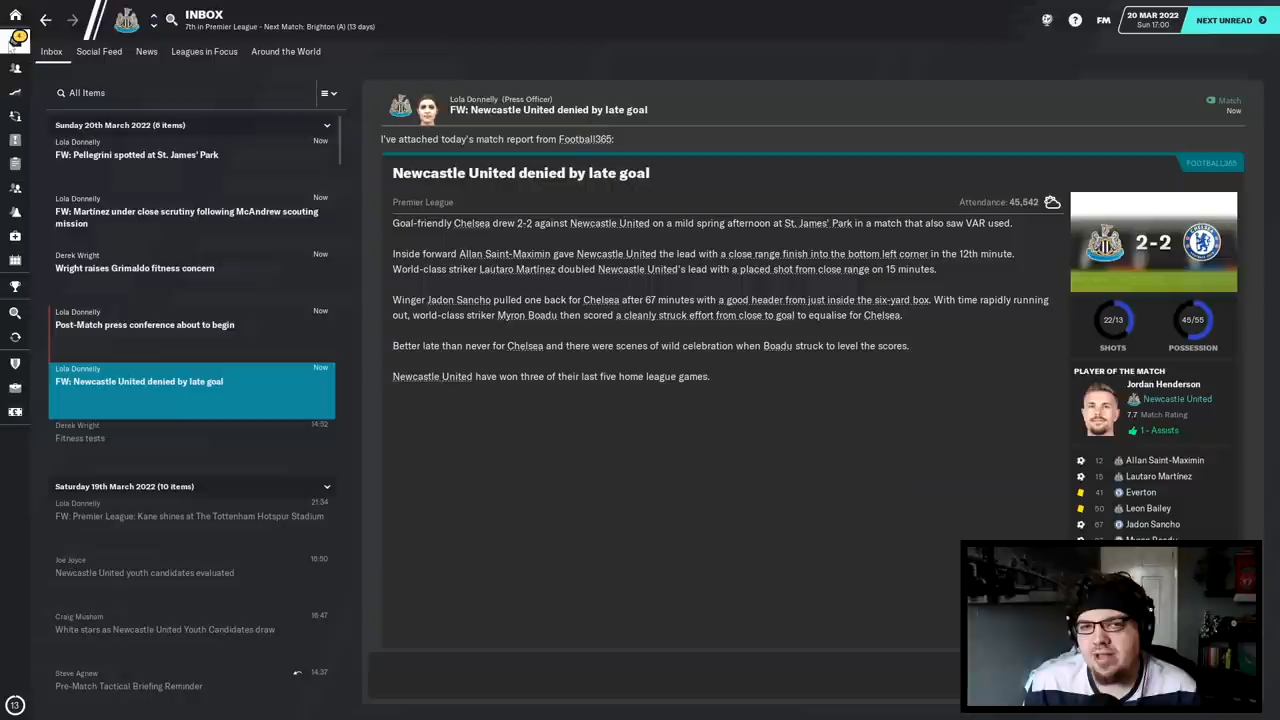 INBOX
7th in Premier League - Next Match: Brighton (A) (13 days)
FM
20 MAR 2022
Sun 17:00
NEXT UNREAD
4
Inbox
Social Feed
News
Leagues in Focus
Around the World
All Items
Sunday 20th March 2022 (6 items)
Lola Donnelly
Now
FW: Pellegrini spotted at St. James' Park
Lola Donnelly
Now
FW: Martínez under close scrutiny following McAndrew scouting
mission
Derek Wright
Now
Wright raises Grimaldo fitness concern
Lola Donnelly
Now
Post-Match press conference about to begin
Lola Donnelly
Now
FW: Newcastle United denied by late goal
Derek Wright
14:52
Fitness tests
Saturday 19th March 2022 (10 items)
Lola Donnelly
21:34
FW: Premier League: Kane shines at The Tottenham Hotspur Stadium
Joe Joyce
16:50
Newcastle United youth candidates evaluated
Craig Musham
16:47
White stars as Newcastle United Youth Candidates draw
Steve Agnew
14:37
Pre-Match Tactical Briefing Reminder
13
Lola Donnelly (Press Officer)
FW: Newcastle United denied by late goal
Match
Now
I've attached today's match report from Football365:
FOOTBALL365
Newcastle United denied by late goal
Premier League
Attendance: 45,542
Goal-friendly Chelsea drew 2-2 against Newcastle United on a mild spring afternoon at St. James' Park in a match that also saw VAR used.
Inside forward Allan Saint-Maximin gave Newcastle United the lead with a close range finish into the bottom left corner in the 12th minute.
World-class striker Lautaro Martínez doubled Newcastle United's lead with a placed shot from close range on 15 minutes.
Winger Jadon Sancho pulled one back for Chelsea after 67 minutes with a good header from just inside the six-yard box. With time rapidly running
out, world-class striker Myron Boadu then scored a cleanly struck effort from close to goal to equalise for Chelsea.
Better late than never for Chelsea and there were scenes of wild celebration when Boadu struck to level the scores.
Newcastle United have won three of their last five home league games.
2-2
22/13
45/55
SHOTS
POSSESSION
PLAYER OF THE MATCH
Jordan Henderson
Newcastle United
7.7 Match Rating
1 - Assists
12 Allan Saint-Maximin
15 Lautaro Martínez
41 Everton
50 Leon Bailey
67 Jadon Sancho
Myron Boadu